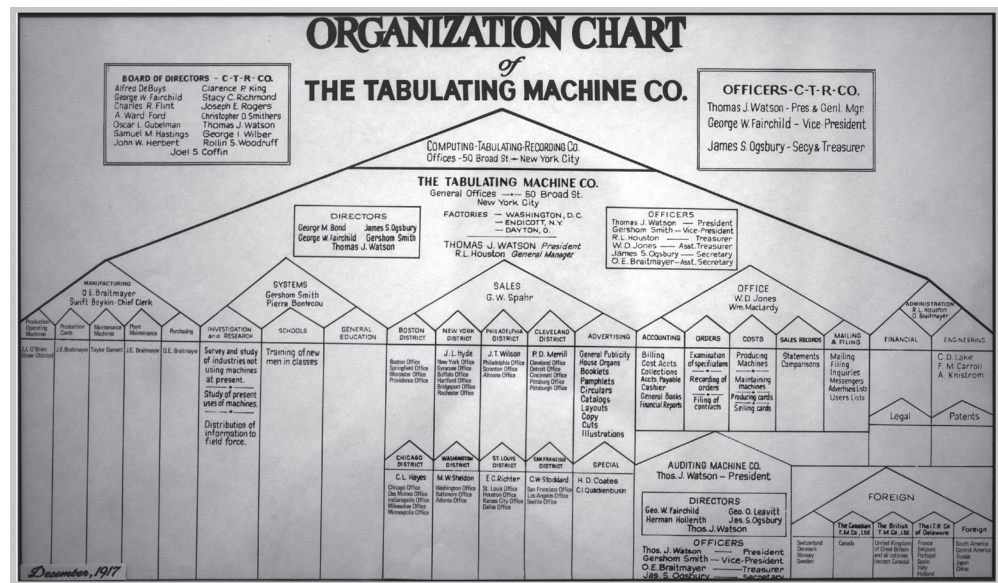 ORGANIZATION CHART
of
THE TABULATING MACHINE CO.
BOARD OF DIRECTORS - C-T-R-CO.
Alfred DeBuys Clarence P. King
George W. Fairchild Stacy C. Richmond
Charles R. Flint Joseph E. Rogers
A. Ward Ford Christopher D. Smithers
Oscar L. Gubelman Thomas J. Watson
Samuel M. Hastings George I. Wilber
John W. Herbert Rollin S. Woodruff
Joel S. Coffin
OFFICERS-C-T-R-CO.
Thomas J. Watson - Pres. & Genl. Mgr.
George W. Fairchild - Vice-President
James S. Ogsbury - Secy & Treasurer
COMPUTING-TABULATING-RECORDING CO.
Offices - 50 Broad St. - New York City
THE TABULATING MACHINE CO.
General Offices - 50 Broad St.
New York City
FACTORIES - WASHINGTON, D.C.
- ENDICOTT, N.Y.
- DAYTON, O.
THOMAS J. WATSON President
R.L. Houston General Manager
DIRECTORS
George M. Bond James S. Ogsbury
George W. Fairchild Gershom Smith
Thomas J. Watson
OFFICERS
Thomas J. Watson - President
Gershom Smith - Vice-President
R.L. Houston - Treasurer
W.D. Jones - Asst. Treasurer
James S. Ogsbury - Secretary
O.E. Braitmayer - Asst. Secretary
MANUFACTURING
O.E. Braitmayer
Swift Boykin-Chief Clerk
SYSTEMS
Gershom Smith
Pierre Bontecou
SALES
G.W. Spahr
OFFICE
W.D. Jones
Wm. MacLardy
ADMINISTRATION
R.L. Houston
O. Braitmayer
Production
Operating
Machines
J.J. O'Brien
Production
Cards
J.E. Braitmayer
Maintenance
Machines
Taylor Garrett
Plant
Maintenance
J.E. Braitmayer
Purchasing
O.E. Braitmayer
INVESTIGATION
and RESEARCH
Survey and study
of industries not
using machines
at present.
Study of present
uses of machines.
Distribution of
information to
field force.
SCHOOLS
Training of new
men in classes
GENERAL
EDUCATION
BOSTON
DISTRICT
Boston Office
Springfield Office
Worcester Office
Providence Office
NEW YORK
DISTRICT
J.L. Hyde
New York Office
Syracuse Office
Buffalo Office
Hartford Office
Bridgeport Office
Rochester Office
PHILADELPHIA
DISTRICT
J.T. Wilson
Philadelphia Office
Scranton Office
Altoona Office
CLEVELAND
DISTRICT
P.D. Merrill
Cleveland Office
Detroit Office
Cincinnati Office
Pittsburg Office
Pittsburgh Office
ADVERTISING
General Publicity
House Organs
Booklets
Pamphlets
Circulars
Catalogs
Layouts
Copy
Cuts
Illustrations
ACCOUNTING
Billing
Cost Accts
Collections
Accts. Payable
Cashier
General Books
Financial Reports
ORDERS
Examination
of specifications
Recording of
orders
Filing of
contracts
COSTS
Producing
Machines
Maintaining
machines
Producing cards
Selling cards
SALES RECORDS
Statements
Comparisons
MAILING
& FILING
Mailing
Filing
Inquiries
Messengers
Advertisers Lists
Users Lists
FINANCIAL
ENGINEERING
C.D. Lake
F.M. Carroll
A. Knistrom
Legal
Patents
CHICAGO
DISTRICT
C.L. Hayes
Chicago Office
Des Moines Office
Indianapolis Office
Milwaukee Office
Minneapolis Office
WASHINGTON
DISTRICT
M.W. Sheldon
Washington Office
Baltimore Office
Atlanta Office
ST. LOUIS
DISTRICT
E.C. Richter
St. Louis Office
Houston Office
Kansas City Office
Dallas Office
SAN FRANCISCO
DISTRICT
C.W. Stoddard
San Francisco Office
Los Angeles Office
Seattle Office
SPECIAL
H.D. Coates
C.I. Quackenbush
AUDITING MACHINE CO.
Thos. J. Watson - President
DIRECTORS
Geo. W. Fairchild Geo. O. Leavitt
Herman Hollerith Jas. S. Ogsbury
Thos. J. Watson
OFFICERS
Thos. J. Watson - President
Gershom Smith - Vice-President
O.E. Braitmayer - Treasurer
Jas. S. Ogsbury - Secretary
FOREIGN
Switzerland
Denmark
Norway
Sweden
The Canadian
T.M.Co., Ltd.
Canada
The British
T.M.Co., Ltd.
United Kingdom
of Great Britain
and all colonies
(except Canada)
The I.T.R. Co
of Delaware
France
Belgium
Portugal
Spain
Italy
Holland
Foreign
South America
Central America
Russia
Japan
China
December, 1917